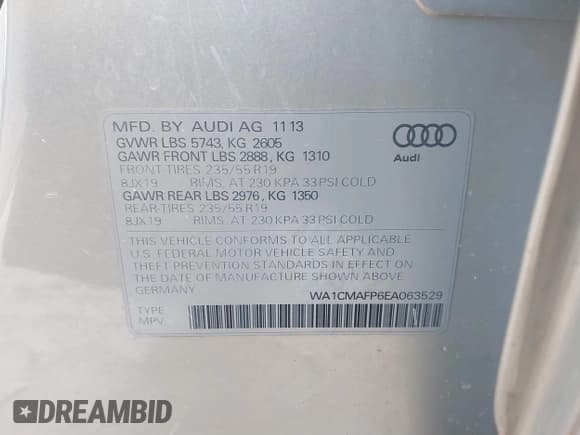 MFD. BY AUDI AG 11 13
GVWR LBS 5743, KG 2605
GAWR FRONT LBS 2888, KG 1310
FRONT TIRES 235/55 R19
8JX19 RIMS, AT 230 KPA 33 PSI COLD
GAWR REAR LBS 2976, KG 1350
REAR-TIRES 235/55 R19
8JX19 RIMS, AT 230 KPA 33 PSI COLD
Audi
THIS VEHICLE CONFORMS TO ALL APPLICABLE
U.S. FEDERAL MOTOR VEHICLE SAFETY AND
THEFT PREVENTION STANDARDS IN EFFECT ON
THE DATE OF MANUFACTURE SHOWN ABOVE
GERMANY
WA1CMAFP6EA063529
TYPE
MPV
DREAMBID